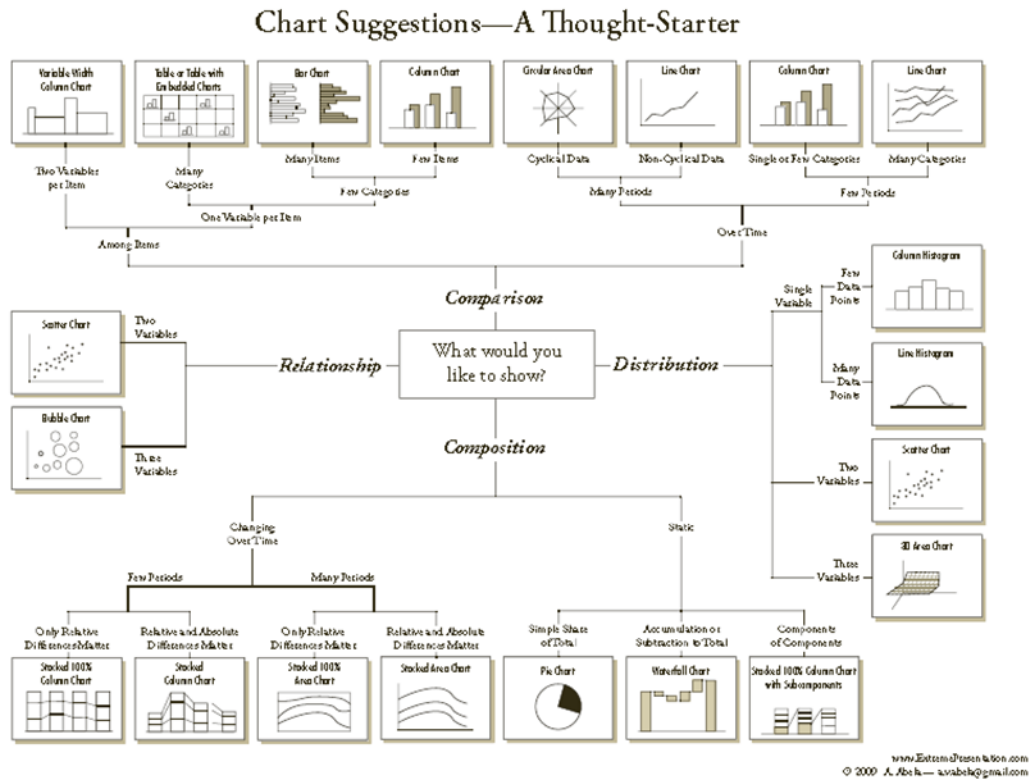 Chart Suggestions—A Thought-Starter
Variable Width
Column Chart
Table or Table with
Embedded Charts
Bar Chart
Column Chart
Circular Area Chart
Line Chart
Column Chart
Line Chart
Two Variables
per Item
Many
Categories
Many Items
Few Items
Cyclical Data
Non-Cyclical Data
Single or Few Categories
Many Categories
Few Categories
Many Periods
Few Periods
One Variable per Item
Among Items
Over Time
Comparison
What would you
like to show?
Relationship
Distribution
Composition
Scatter Chart
Two
Variables
Bubble Chart
Three
Variables
Single
Variable
Few
Data
Points
Column Histogram
Many
Data
Points
Line Histogram
Two
Variables
Scatter Chart
Three
Variables
3D Area Chart
Changing
Over Time
Static
Few Periods
Many Periods
Only Relative
Differences Matter
Relative and Absolute
Differences Matter
Only Relative
Differences Matter
Relative and Absolute
Differences Matter
Simple Share
of Total
Accumulation or
Subtraction to Total
Components
of Components
Stacked 100%
Column Chart
Stacked
Column Chart
Stacked 100%
Area Chart
Stacked Area Chart
Pie Chart
Waterfall Chart
Stacked 100% Column Chart
with Subcomponents
www.ExtremePresentation.com
© 2009 A. Abela — a.v.abela@gmail.com